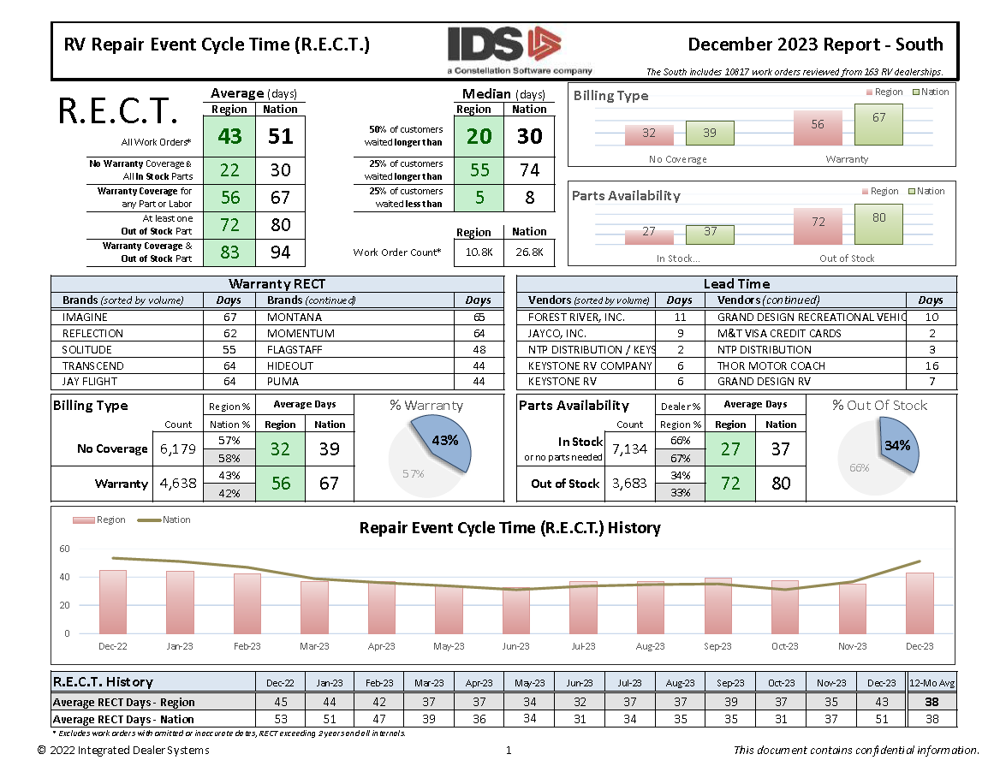 RV Repair Event Cycle Time (R.E.C.T.)
IDS
a Constellation Software company
December 2023 Report - South
The South includes 10817 work orders reviewed from 163 RV dealerships.
R.E.C.T.
Average (days)
Region Nation
All Work Orders* 43 51
No Warranty Coverage &
All In Stock Parts 22 30
Warranty Coverage for
any Part or Labor 56 67
At least one
Out of Stock Part 72 80
Warranty Coverage &
Out of Stock Part 83 94
Median (days)
Region Nation
50% of customers
waited longer than 20 30
25% of customers
waited longer than 55 74
25% of customers
waited less than 5 8
Region Nation
Work Order Count* 10.8K 26.8K
Billing Type
Region Nation
32 39 56 67
No Coverage Warranty
Parts Availability
Region Nation
27 37 72 80
In Stock... Out of Stock
Warranty RECT
Brands (sorted by volume) Days Brands (continued) Days
IMAGINE 67 MONTANA 65
REFLECTION 62 MOMENTUM 64
SOLITUDE 55 FLAGSTAFF 48
TRANSCEND 64 HIDEOUT 44
JAY FLIGHT 64 PUMA 44
Lead Time
Vendors (sorted by volume) Days Vendors (continued) Days
FOREST RIVER, INC. 11 GRAND DESIGN RECREATIONAL VEHIC 10
JAYCO, INC. 9 M&T VISA CREDIT CARDS 2
NTP DISTRIBUTION / KEYS 2 NTP DISTRIBUTION 3
KEYSTONE RV COMPANY 6 THOR MOTOR COACH 16
KEYSTONE RV 6 GRAND DESIGN RV 7
Billing Type Region % Average Days
Count Nation % Region Nation
No Coverage 6,179 57% 32 39
58%
Warranty 4,638 43% 56 67
42%
% Warranty
43%
57%
Parts Availability Dealer % Average Days
Count Region % Region Nation
In Stock
or no parts needed 7,134 66% 27 37
67%
Out of Stock 3,683 34% 72 80
33%
% Out Of Stock
34%
66%
Region Nation
Repair Event Cycle Time (R.E.C.T.) History
60
40
20
0
Dec-22 Jan-23 Feb-23 Mar-23 Apr-23 May-23 Jun-23 Jul-23 Aug-23 Sep-23 Oct-23 Nov-23 Dec-23
R.E.C.T. History Dec-22 Jan-23 Feb-23 Mar-23 Apr-23 May-23 Jun-23 Jul-23 Aug-23 Sep-23 Oct-23 Nov-23 Dec-23 12-Mo Avg
Average RECT Days - Region 45 44 42 37 37 34 32 37 37 39 37 35 43 38
Average RECT Days - Nation 53 51 47 39 36 34 31 34 35 35 31 37 51 38
* Excludes work orders with omitted or inaccurate dates, RECT exceeding 2 years and all internals.
© 2022 Integrated Dealer Systems
1
This document contains confidential information.